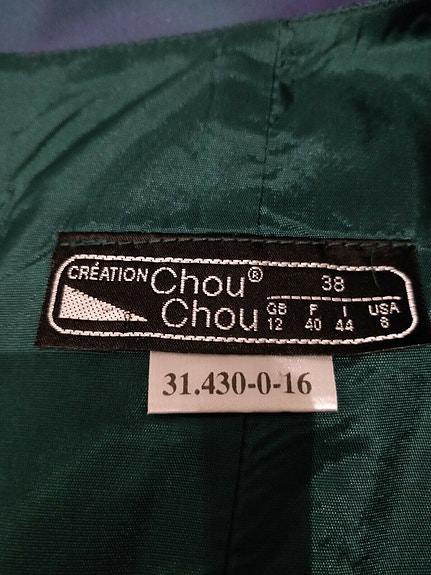 CRÉATION Chou® 38
Chou GB F I USA
12 40 44 8
31.430-0-16